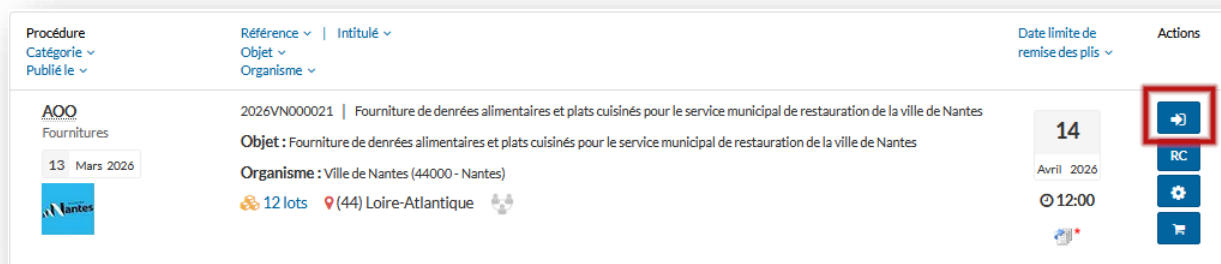 Procédure
Référence | Intitulé
Date limite de
Actions
Catégorie
Objet
remise des plis
Publié le
Organisme
AOO
2026VN000021 | Fourniture de denrées alimentaires et plats cuisinés pour le service municipal de restauration de la ville de Nantes
Fournitures
Objet : Fourniture de denrées alimentaires et plats cuisinés pour le service municipal de restauration de la ville de Nantes
14
13 Mars 2026
Organisme : Ville de Nantes (44000 - Nantes)
Avril 2026
RC
Nantes
12 lots (44) Loire-Atlantique
12:00
*